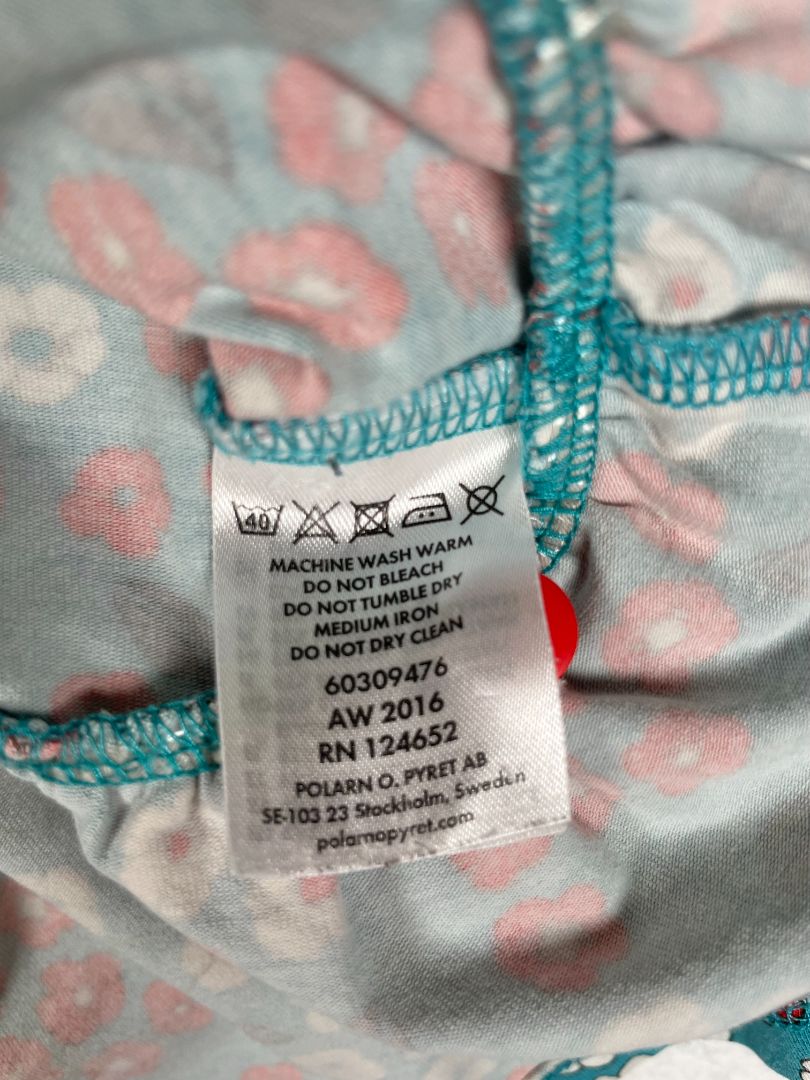 40
MACHINE WASH WARM
DO NOT BLEACH
DO NOT TUMBLE DRY
MEDIUM IRON
DO NOT DRY CLEAN
60309476
AW 2016
RN 124652
POLARN O. PYRET AB
SE-103 23 Stockholm, Sweden
polarnopyret.com